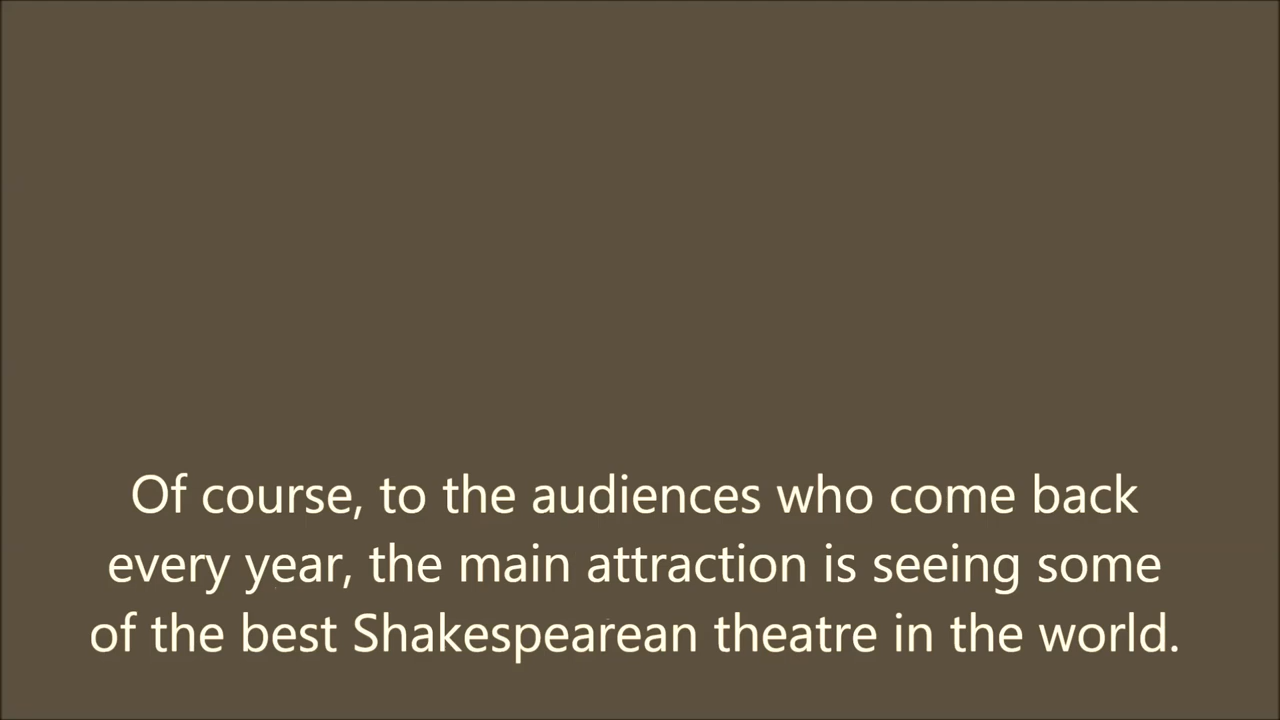 Of course, to the audiences who come back
every year, the main attraction is seeing some
of the best Shakespearean theatre in the world.